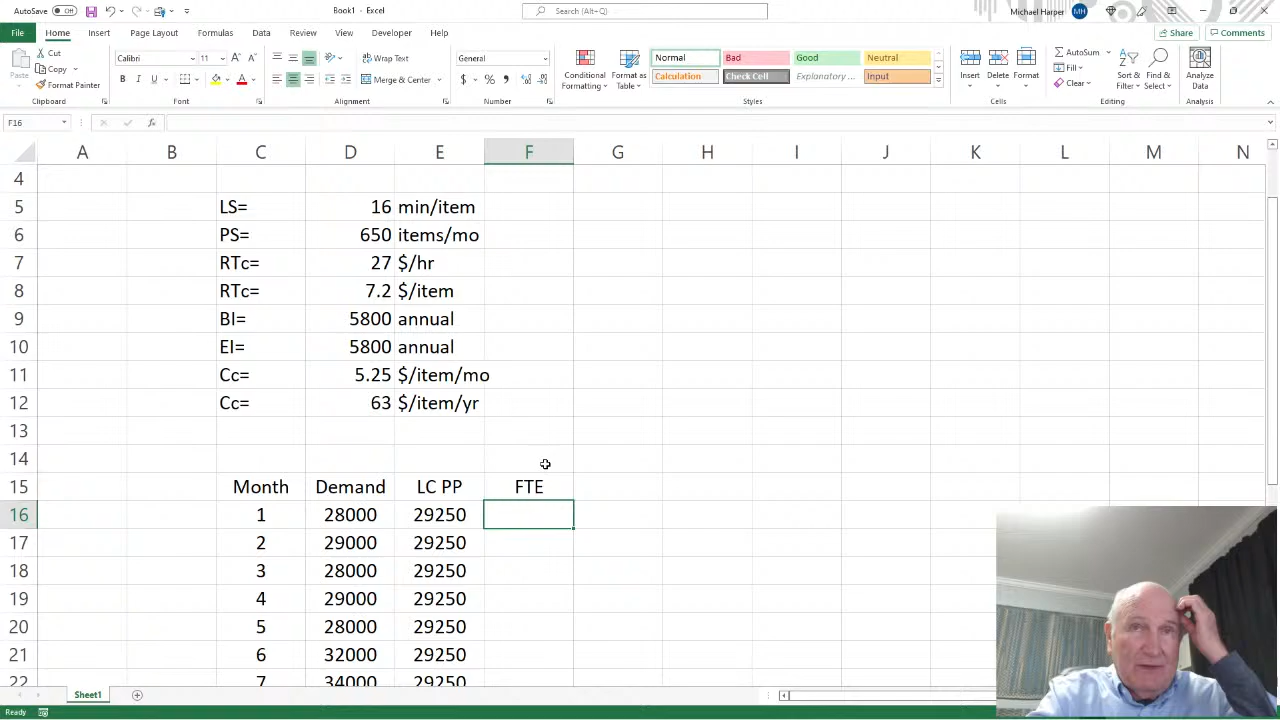 AutoSave Off
Book1 - Excel
Search (Alt+Q)
Michael Harper MH
File Home Insert Page Layout Formulas Data Review View Developer Help
Share Comments
Paste
Cut
Copy
Format Painter
Clipboard
Calibri 11
B I U
Font
Wrap Text
Merge & Center
Alignment
General
$ % ,
Number
Conditional Formatting
Format as Table
Normal Bad Good Neutral
Calculation Check Cell Explanatory ... Input
Styles
Insert Delete Format
Cells
AutoSum
Fill
Clear
Sort & Filter
Find & Select
Editing
Analyze Data
Analysis
F16
fx
A B C D E F G H I J K L M N
4
5 LS= 16 min/item
6 PS= 650 items/mo
7 RTc= 27 $/hr
8 RTc= 7.2 $/item
9 BI= 5800 annual
10 EI= 5800 annual
11 Cc= 5.25 $/item/mo
12 Cc= 63 $/item/yr
13
14
15 Month Demand LC PP FTE
16 1 28000 29250
17 2 29000 29250
18 3 28000 29250
19 4 29000 29250
20 5 28000 29250
21 6 32000 29250
22 7 34000 29250
Sheet1
Ready